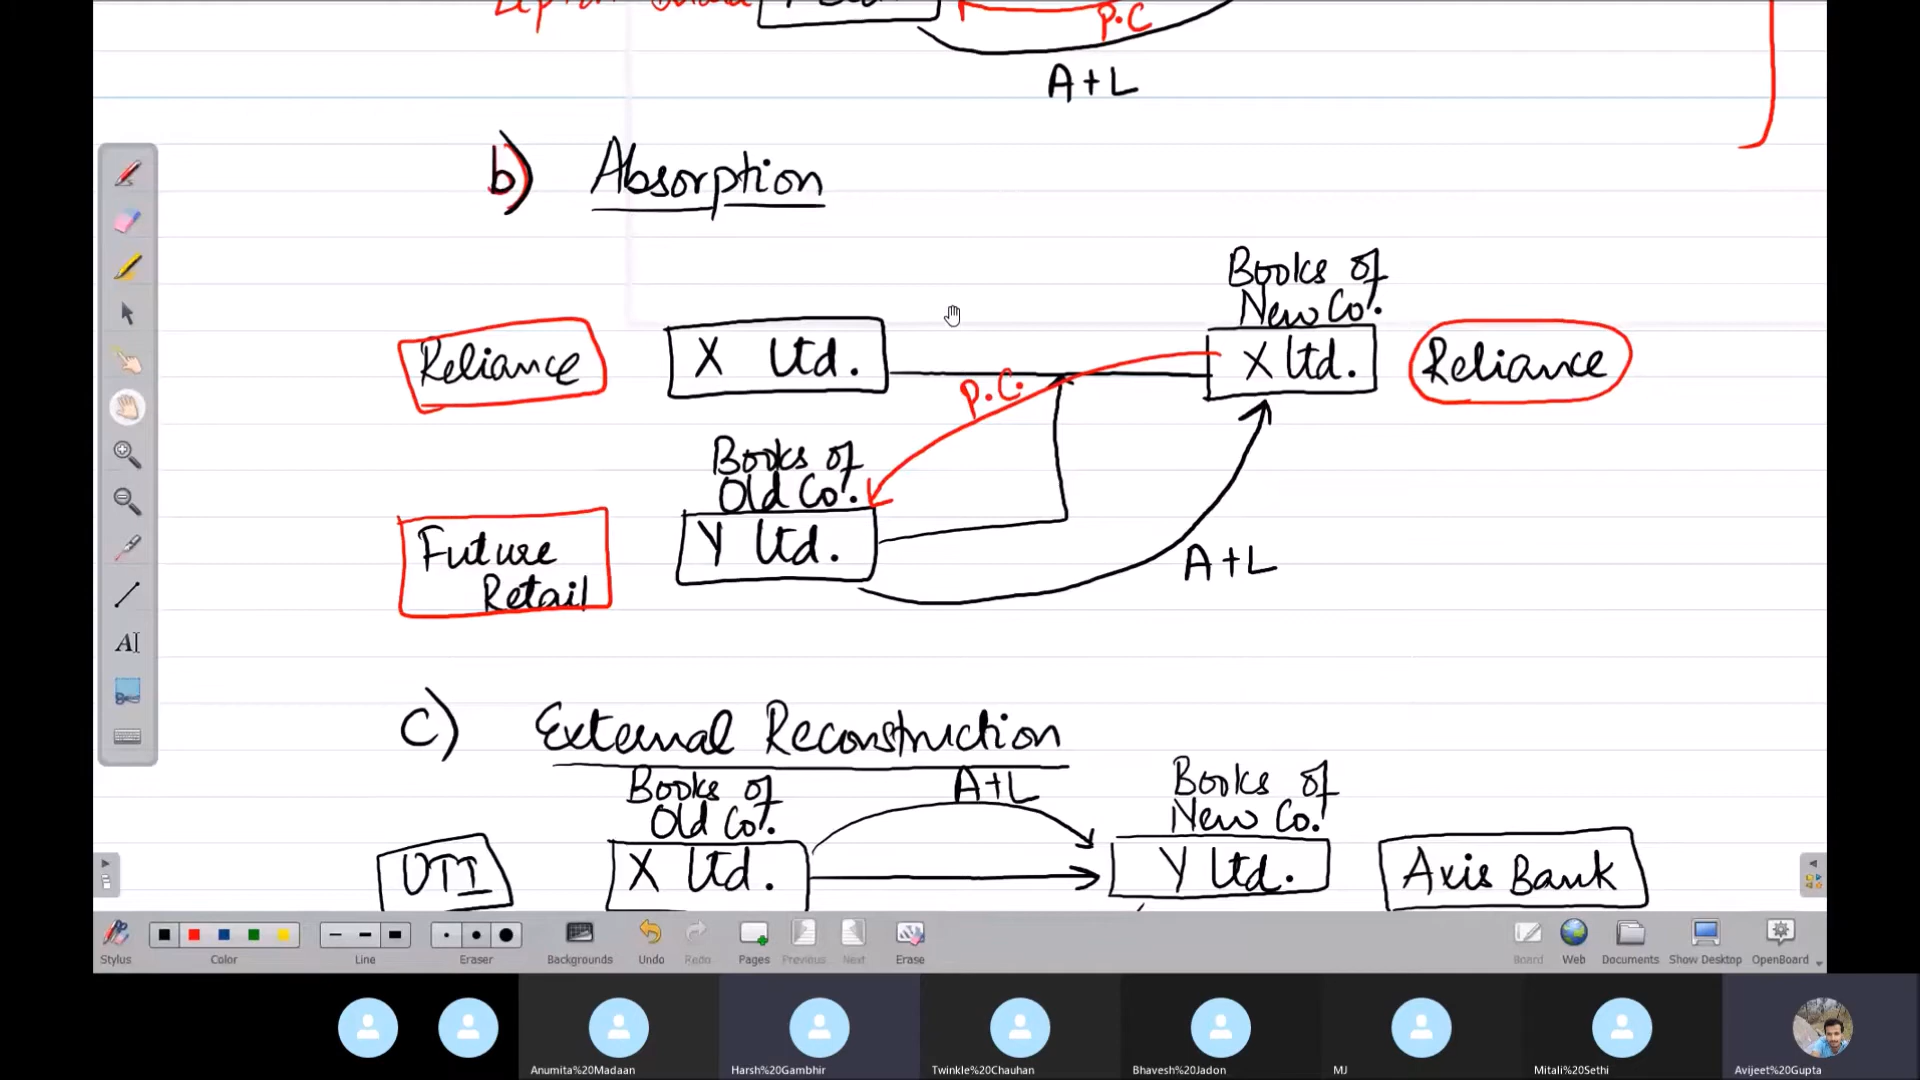 P.C
A+L
b) Absorption
Books of
New Co.
Reliance
X Ltd.
X Ltd.
Reliance
P.C.
Books of
Old Co.
Future
Retail
Y Ltd.
A+L
c) External Reconstruction
Books of
Old Co.
A+L
Books of
New Co.
UTI
X Ltd.
Y Ltd.
Axis Bank
AI
Stylus
Color
Line
Eraser
Backgrounds
Undo
Redo
Pages
Previous
Next
Erase
Board
Web
Documents
Show Desktop
OpenBoard
Anumita%20Madaan
Harsh%20Gambhir
Twinkle%20Chauhan
Bhavesh%20Jadon
MJ
Mitali%20Sethi
Avijeet%20Gupta